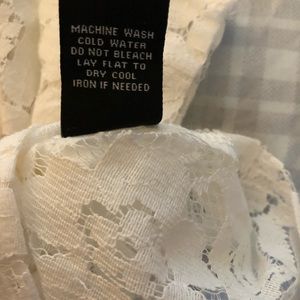 MACHINE WASH
COLD WATER
DO NOT BLEACH
LAY FLAT TO
DRY COOL
IRON IF NEEDED